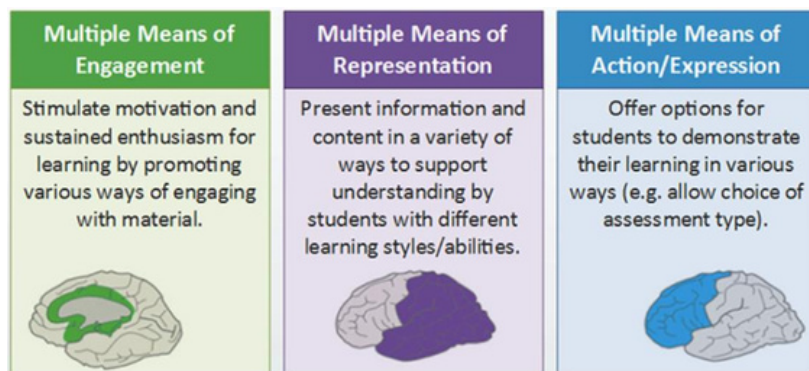 Multiple Means of
Engagement
Stimulate motivation and
sustained enthusiasm for
learning by promoting
various ways of engaging
with material.
Multiple Means of
Representation
Present information and
content in a variety of
ways to support
understanding by
students with different
learning styles/abilities.
Multiple Means of
Action/Expression
Offer options for
students to demonstrate
their learning in various
ways (e.g. allow choice of
assessment type).